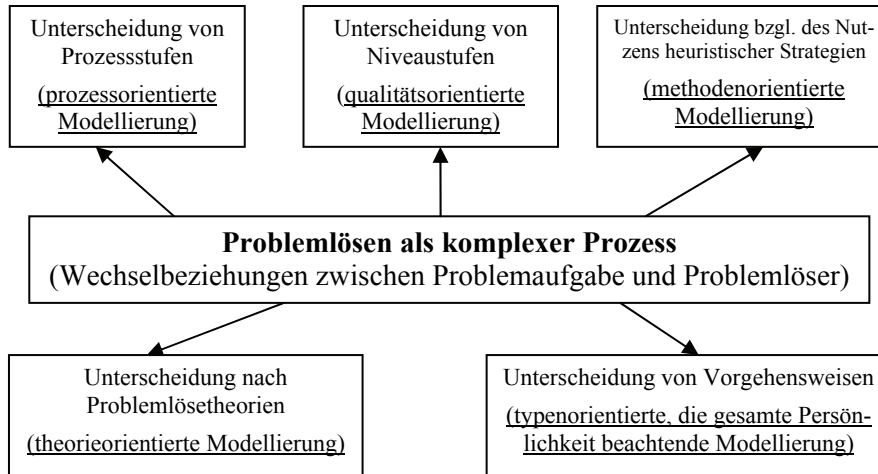 Unterscheidung von
Prozessstufen
(prozessorientierte
Modellierung)
Unterscheidung von
Niveaustufen
(qualitätsorientierte
Modellierung)
Unterscheidung bzgl. des Nut-
zens heuristischer Strategien
(methodenorientierte
Modellierung)
Problemlösen als komplexer Prozess
(Wechselbeziehungen zwischen Problemaufgabe und Problemlöser)
Unterscheidung nach
Problemlösetheorien
(theorieorientierte Modellierung)
Unterscheidung von Vorgehensweisen
(typenorientierte, die gesamte Persön-
lichkeit beachtende Modellierung)